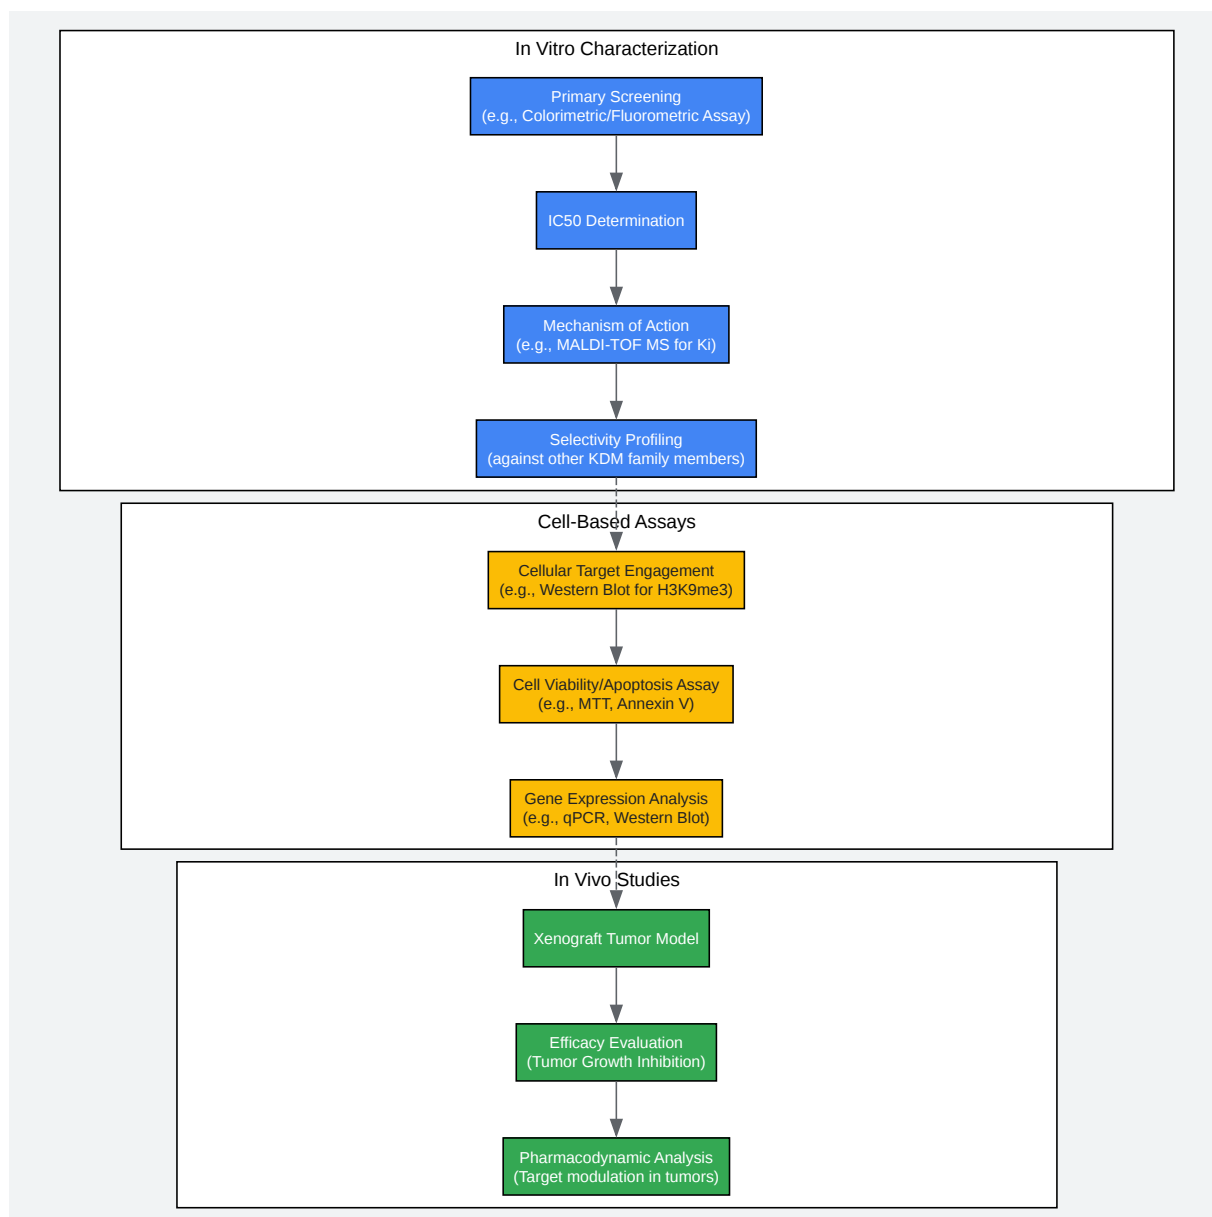 In Vitro Characterization
Primary Screening
(e.g., Colorimetric/Fluorometric Assay)
IC50 Determination
Mechanism of Action
(e.g., MALDI-TOF MS for Ki)
Selectivity Profiling
(against other KDM family members)
Cell-Based Assays
Cellular Target Engagement
(e.g., Western Blot for H3K9me3)
Cell Viability/Apoptosis Assay
(e.g., MTT, Annexin V)
Gene Expression Analysis
(e.g., qPCR, Western Blot)
In Vivo Studies
Xenograft Tumor Model
Efficacy Evaluation
(Tumor Growth Inhibition)
Pharmacodynamic Analysis
(Target modulation in tumors)